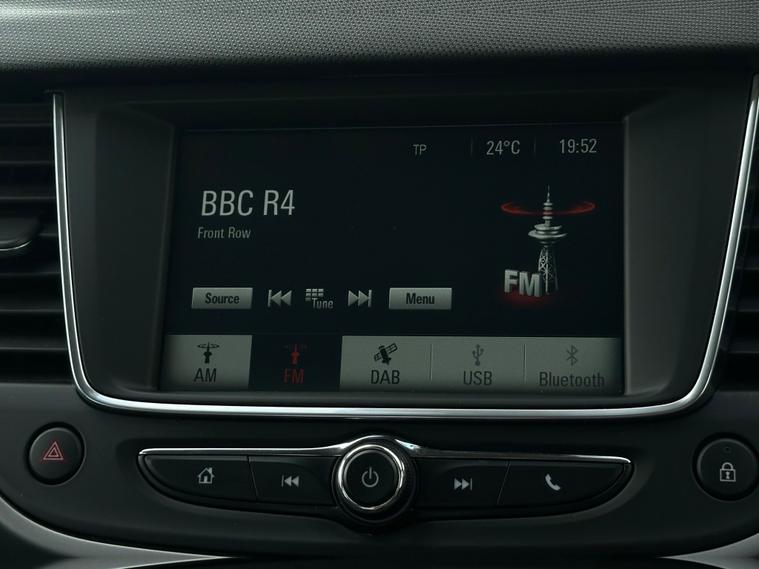 TP 24°C 19:52
BBC R4
Front Row
FM
Source Tune Menu
AM FM DAB USB Bluetooth